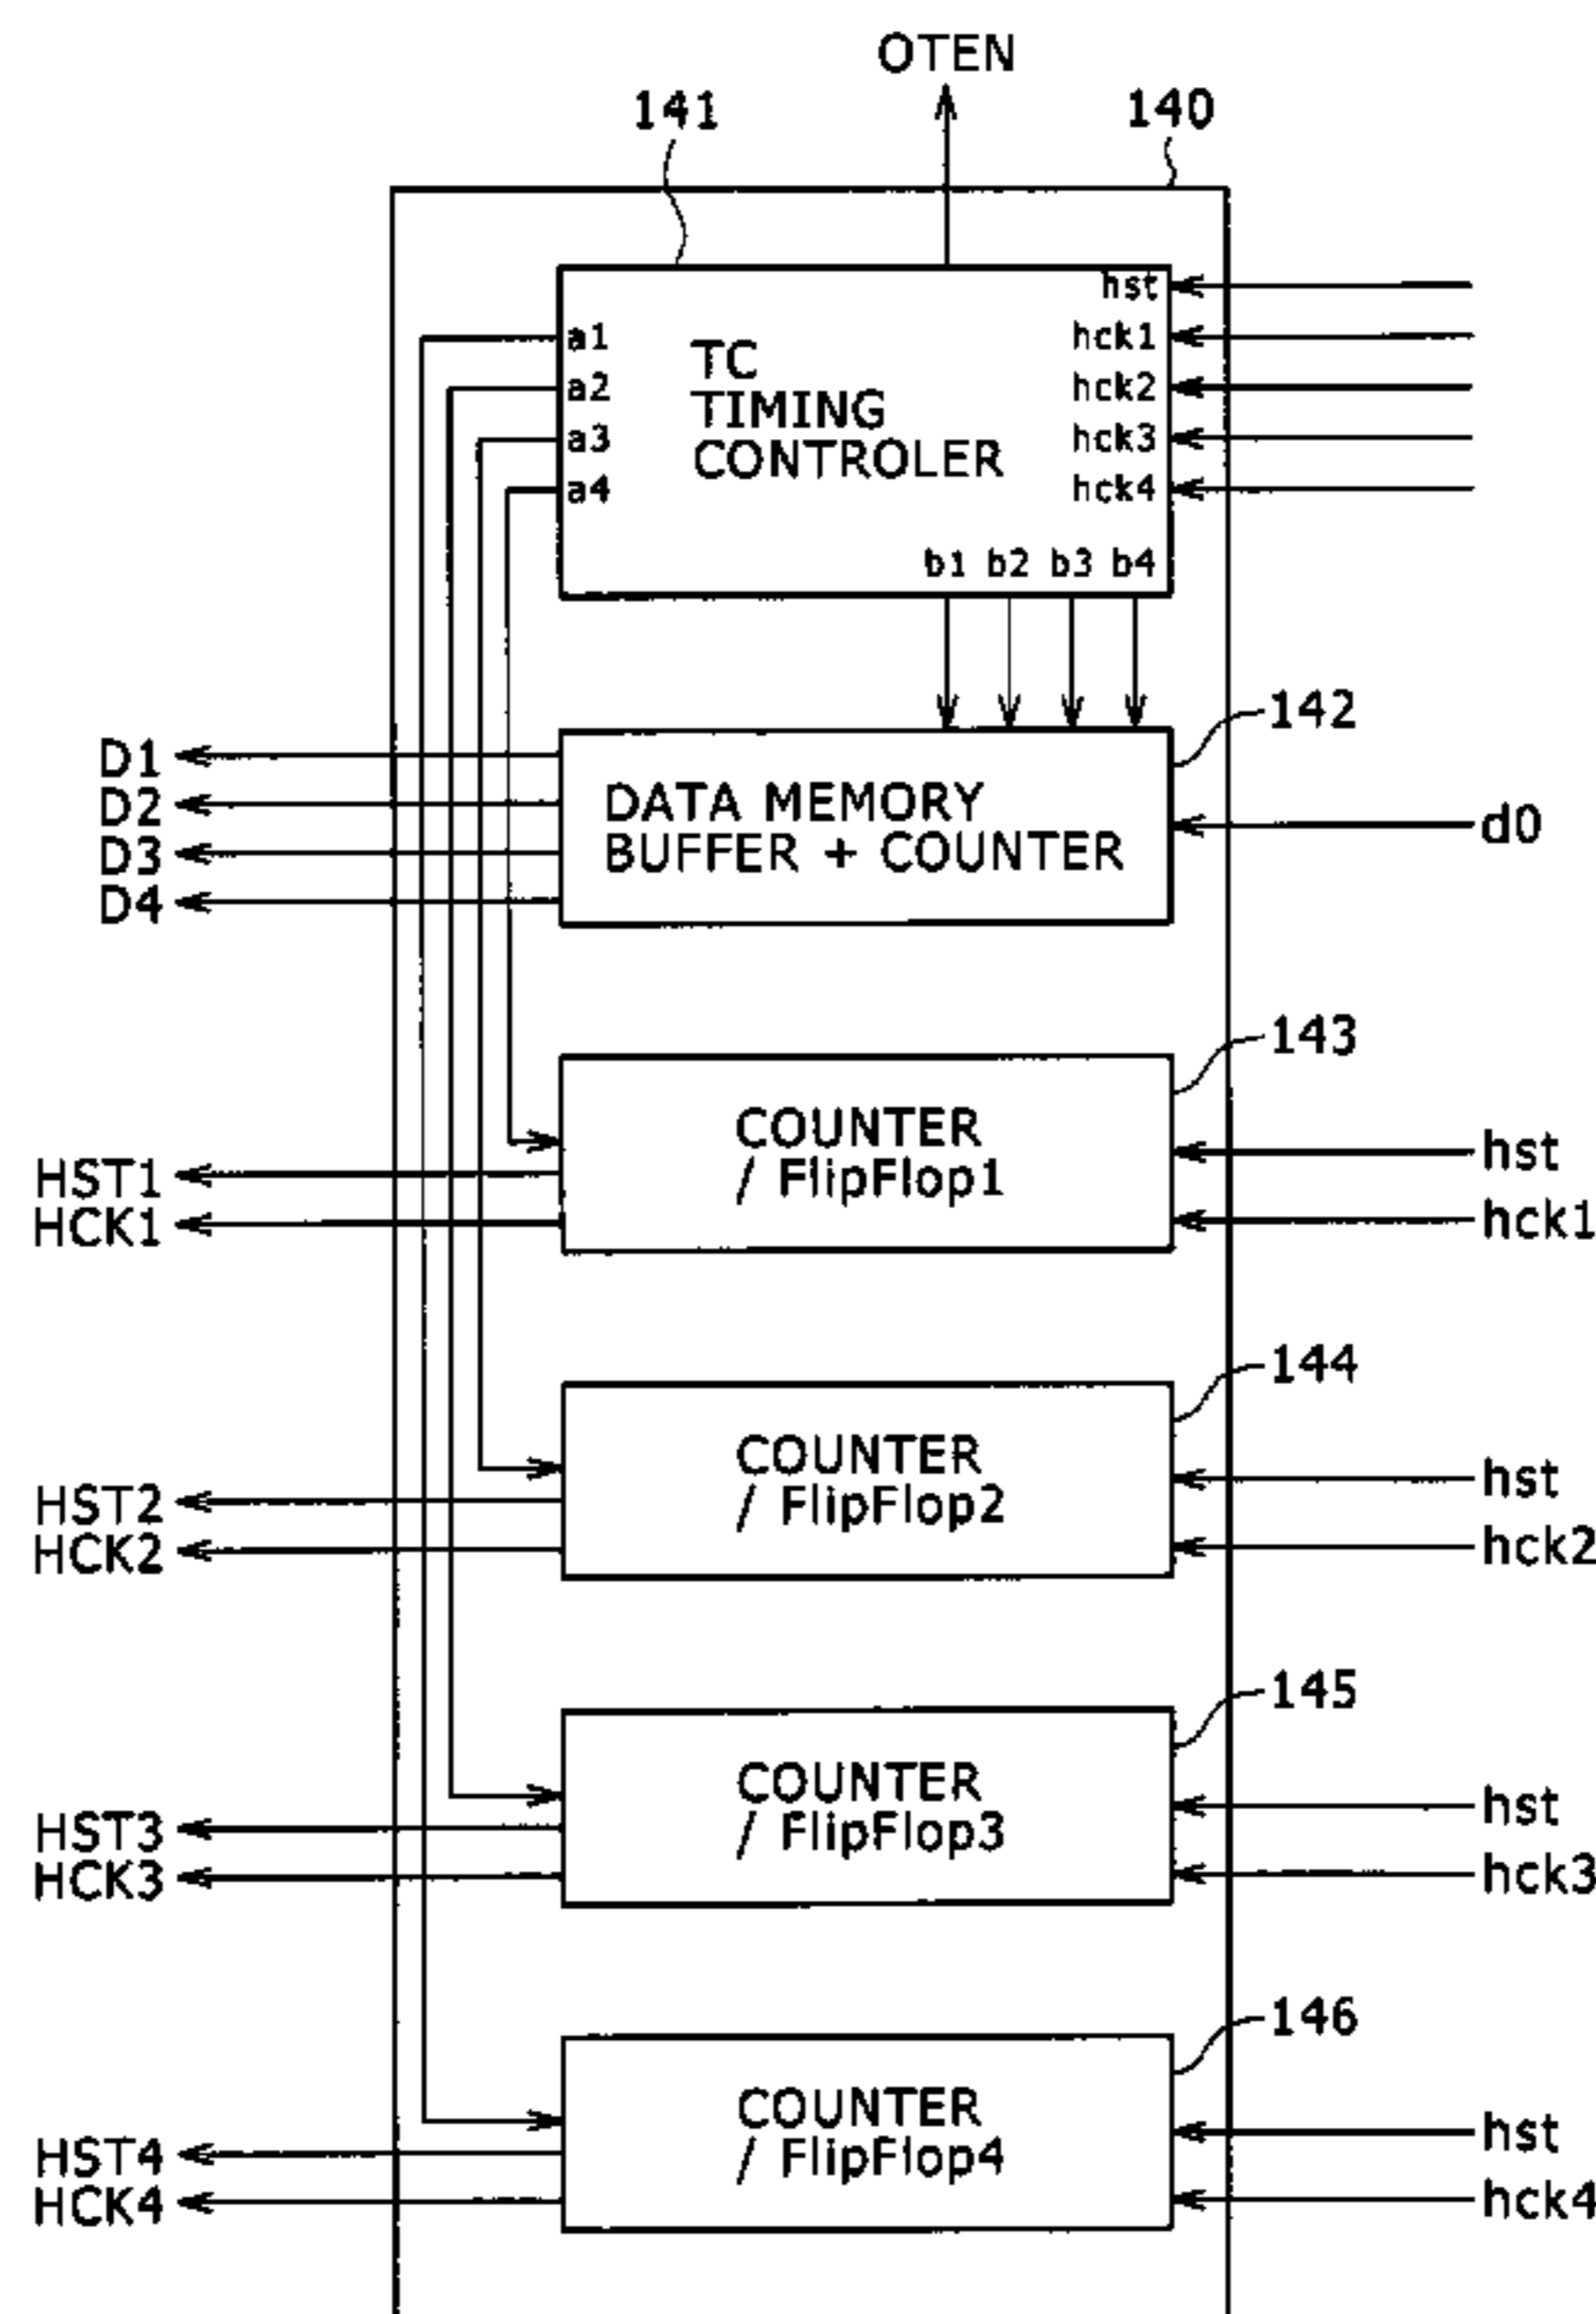 OTEN
141
140
hst
a1
hck1
a2
hck2
a3
hck3
a4
hck4
TC
TIMING
CONTROLER
b1 b2 b3 b4
142
D1
D2
D3
D4
DATA MEMORY
BUFFER + COUNTER
d0
143
COUNTER
/ FlipFlop1
HST1
HCK1
hst
hck1
144
COUNTER
/ FlipFlop2
HST2
HCK2
hst
hck2
145
COUNTER
/ FlipFlop3
HST3
HCK3
hst
hck3
146
COUNTER
/ FlipFlop4
HST4
HCK4
hst
hck4